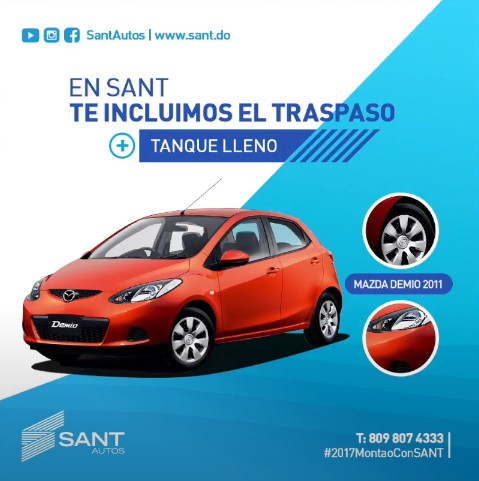 SantAutos | www.sant.do
EN SANT
TE INCLUIMOS EL TRASPASO
+ TANQUE LLENO
MAZDA DEMIO 2011
Demio
SANT
AUTOS
T: 809 807 4333
#2017MontaoConSANT